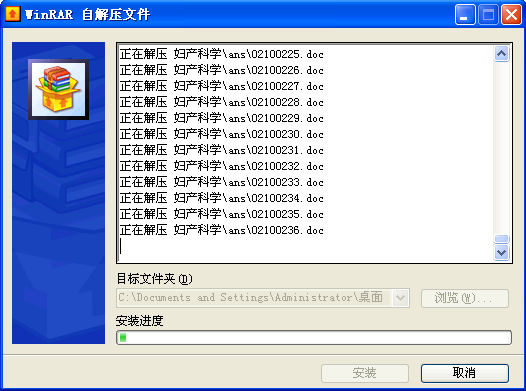 WinRAR 自解压文件
正在解压 妇产科学\ans\02100225.doc
正在解压 妇产科学\ans\02100226.doc
正在解压 妇产科学\ans\02100227.doc
正在解压 妇产科学\ans\02100228.doc
正在解压 妇产科学\ans\02100229.doc
正在解压 妇产科学\ans\02100230.doc
正在解压 妇产科学\ans\02100231.doc
正在解压 妇产科学\ans\02100232.doc
正在解压 妇产科学\ans\02100233.doc
正在解压 妇产科学\ans\02100234.doc
正在解压 妇产科学\ans\02100235.doc
正在解压 妇产科学\ans\02100236.doc
目标文件夹(D)
C:\Documents and Settings\Administrator\桌面
浏览(W)...
安装进度
安装
取消